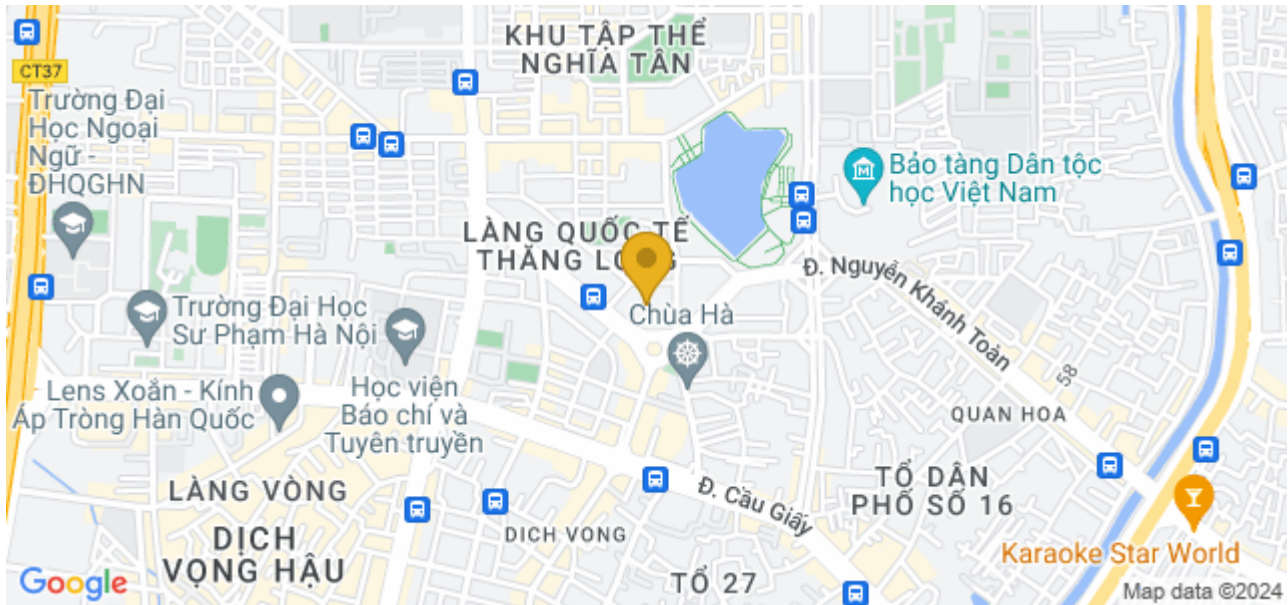 KHU TẬP THỂ
NGHĨA TÂN
CT37
Trường Đại
Học Ngoại
Ngữ -
ĐHQGHN
Bảo tàng Dân tộc
học Việt Nam
LÀNG QUỐC TẾ
THĂNG LONG
Đ. Nguyễn Khánh Toàn
Trường Đại Học
Sư Phạm Hà Nội
Chùa Hà
58
Lens Xoắn - Kính
Áp Tròng Hàn Quốc
Học viện
Báo chí và
Tuyên truyền
QUAN HOA
LÀNG VÒNG
Đ. Cầu Giấy
TỔ DÂN
PHỐ SỐ 16
DỊCH
VỌNG HẬU
DICH VONG
Karaoke Star World
TỔ 27
Google
Map data ©2024